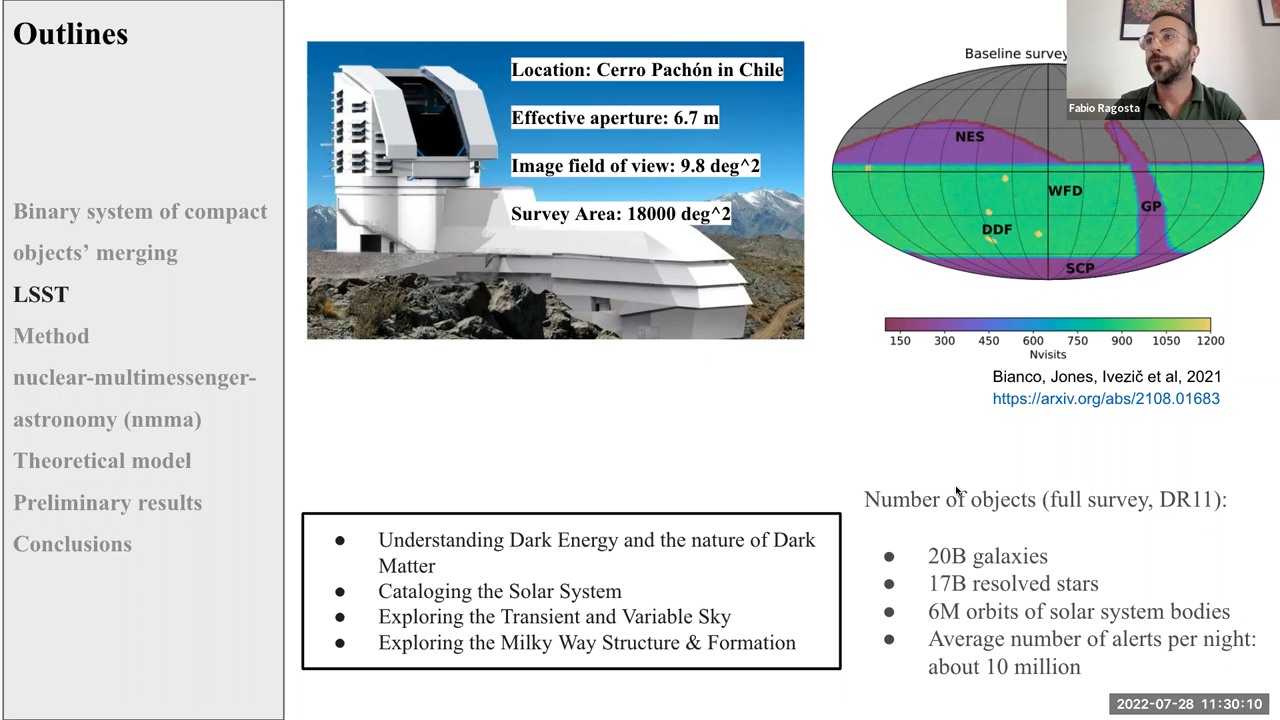 Outlines
Binary system of compact
objects’ merging
LSST
Method
nuclear-multimessenger-
astronomy (nmma)
Theoretical model
Preliminary results
Conclusions
Location: Cerro Pachón in Chile
Effective aperture: 6.7 m
Image field of view: 9.8 deg^2
Survey Area: 18000 deg^2
Baseline survey
NES
WFD
GP
DDF
SCP
150 300 450 600 750 900 1050 1200
Nvisits
Bianco, Jones, Ivezič et al, 2021
https://arxiv.org/abs/2108.01683
Fabio Ragosta
● Understanding Dark Energy and the nature of Dark
Matter
● Cataloging the Solar System
● Exploring the Transient and Variable Sky
● Exploring the Milky Way Structure & Formation
Number of objects (full survey, DR11):
● 20B galaxies
● 17B resolved stars
● 6M orbits of solar system bodies
● Average number of alerts per night:
about 10 million
2022-07-28 11:30:10